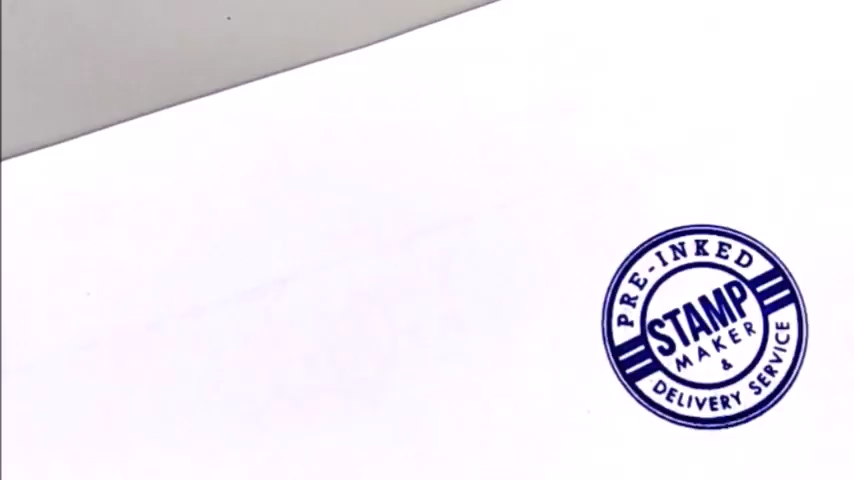 PRE-INKED
STAMP
MAKER
&
DELIVERY SERVICE